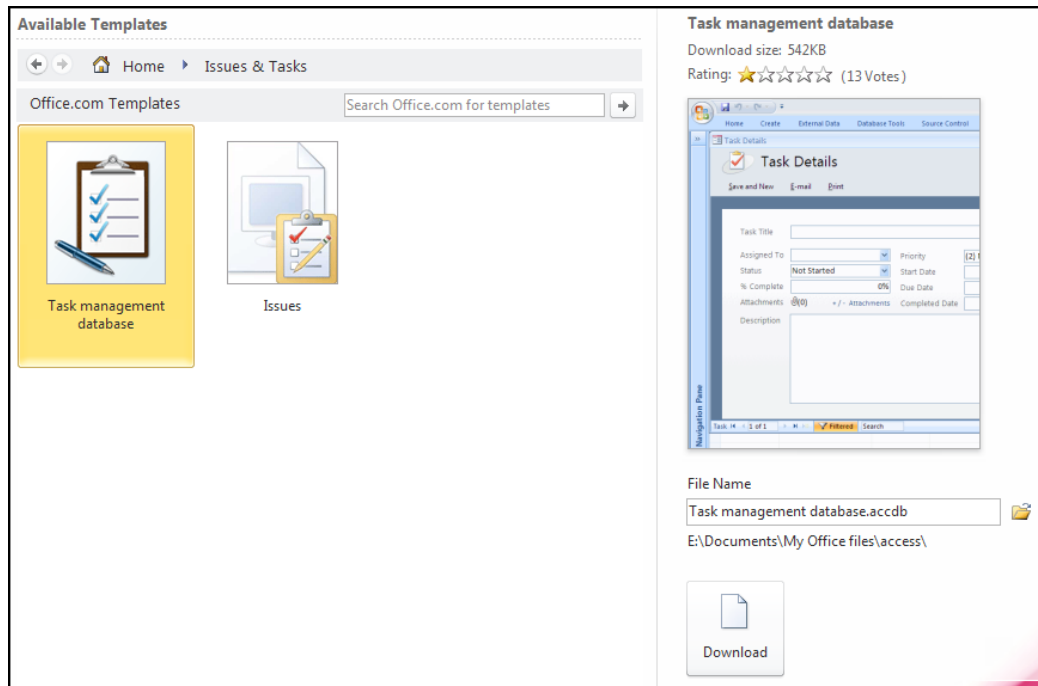 Available Templates
Home Issues & Tasks
Office.com Templates
Search Office.com for templates
Task management
database
Issues
Task management database
Download size: 542KB
Rating: (13 Votes)
Home Create External Data Database Tools Source Control
Task Details
Task Details
Save and New E-mail Print
Task Title
Assigned To Priority (2)
Status Not Started Start Date
% Complete 0% Due Date
Attachments (0) +/- Attachments Completed Date
Description
Navigation Pane
Task 1 of 1 Filtered Search
File Name
Task management database.accdb
E:\Documents\My Office files\access\
Download